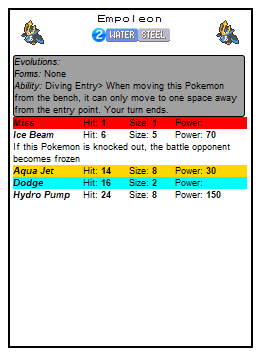 Empoleon
2 WATER STEEL
Evolutions:
Forms: None
Ability: Diving Entry> When moving this Pokemon
from the bench, it can only move to one space away
from the entry point. Your turn ends.
Miss Hit: 1 Size: 1 Power:
Ice Beam Hit: 6 Size: 5 Power: 70
If this Pokemon is knocked out, the battle opponent
becomes frozen
Aqua Jet Hit: 14 Size: 8 Power: 30
Dodge Hit: 16 Size: 2 Power:
Hydro Pump Hit: 24 Size: 8 Power: 150